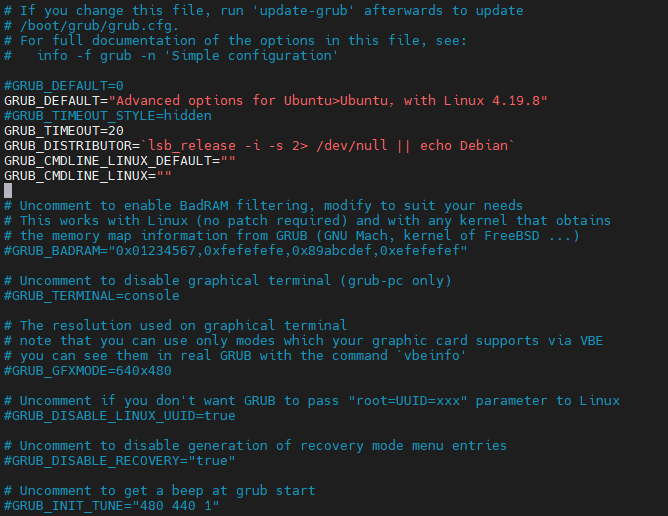 # If you change this file, run 'update-grub' afterwards to update
# /boot/grub/grub.cfg.
# For full documentation of the options in this file, see:
#   info -f grub -n 'Simple configuration'

#GRUB_DEFAULT=0
GRUB_DEFAULT="Advanced options for Ubuntu>Ubuntu, with Linux 4.19.8"
#GRUB_TIMEOUT_STYLE=hidden
GRUB_TIMEOUT=20
GRUB_DISTRIBUTOR=`lsb_release -i -s 2> /dev/null || echo Debian`
GRUB_CMDLINE_LINUX_DEFAULT=""
GRUB_CMDLINE_LINUX=""

# Uncomment to enable BadRAM filtering, modify to suit your needs
# This works with Linux (no patch required) and with any kernel that obtains
# the memory map information from GRUB (GNU Mach, kernel of FreeBSD ...)
#GRUB_BADRAM="0x01234567,0xfefefefe,0x89abcdef,0xefefefef"

# Uncomment to disable graphical terminal (grub-pc only)
#GRUB_TERMINAL=console

# The resolution used on graphical terminal
# note that you can use only modes which your graphic card supports via VBE
# you can see them in real GRUB with the command `vbeinfo'
#GRUB_GFXMODE=640x480

# Uncomment if you don't want GRUB to pass "root=UUID=xxx" parameter to Linux
#GRUB_DISABLE_LINUX_UUID=true

# Uncomment to disable generation of recovery mode menu entries
#GRUB_DISABLE_RECOVERY="true"

# Uncomment to get a beep at grub start
#GRUB_INIT_TUNE="480 440 1"